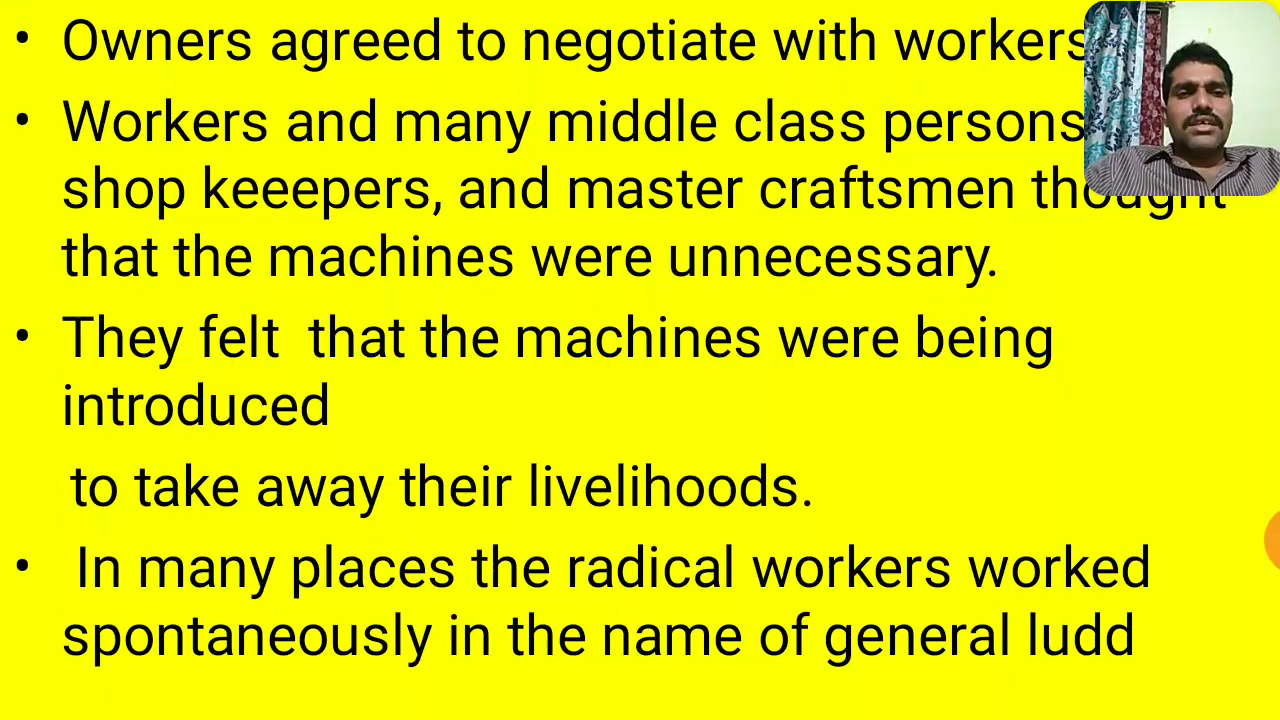 • Owners agreed to negotiate with workers
• Workers and many middle class persons
shop keeepers, and master craftsmen thought
that the machines were unnecessary.
• They felt that the machines were being
introduced
to take away their livelihoods.
• In many places the radical workers worked
spontaneously in the name of general ludd